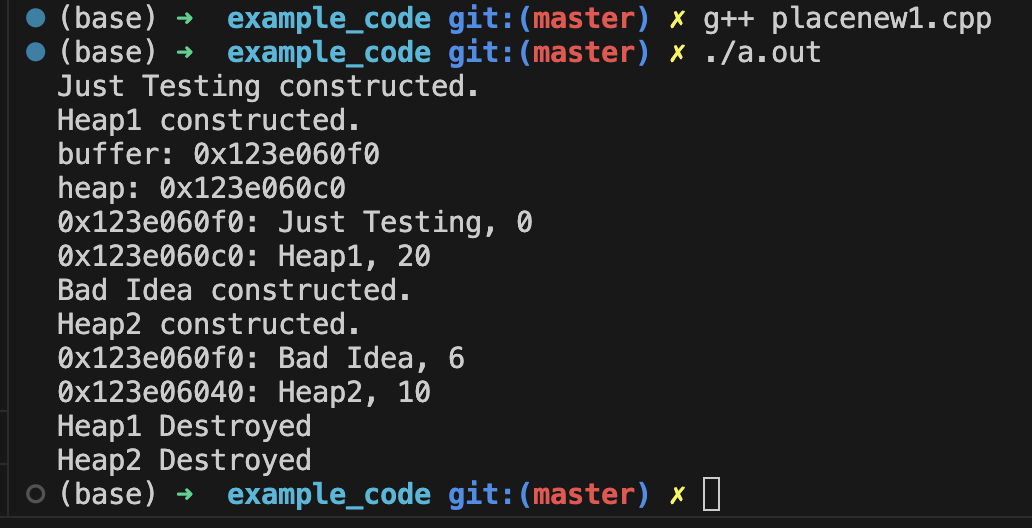 (base) ➜ example_code git:(master) ✗ g++ placenew1.cpp
(base) ➜ example_code git:(master) ✗ ./a.out
Just Testing constructed.
Heap1 constructed.
buffer: 0x123e060f0
heap: 0x123e060c0
0x123e060f0: Just Testing, 0
0x123e060c0: Heap1, 20
Bad Idea constructed.
Heap2 constructed.
0x123e060f0: Bad Idea, 6
0x123e06040: Heap2, 10
Heap1 Destroyed
Heap2 Destroyed
(base) ➜ example_code git:(master) ✗